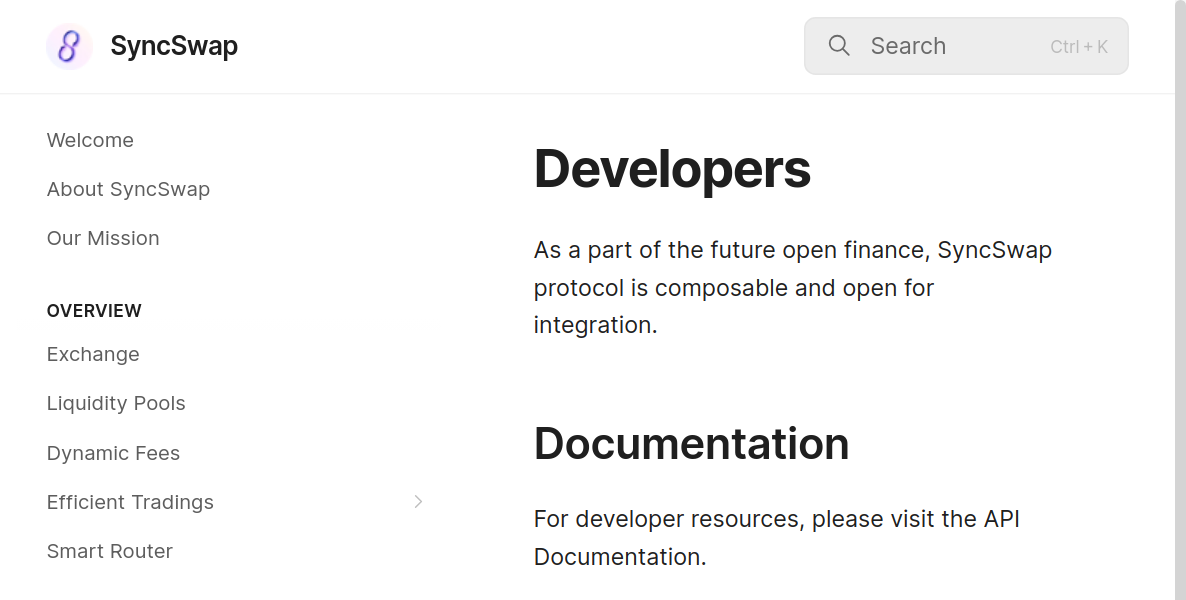 SyncSwap
Search
Ctrl + K
Welcome
About SyncSwap
Our Mission
OVERVIEW
Exchange
Liquidity Pools
Dynamic Fees
Efficient Tradings
Smart Router
Developers
As a part of the future open finance, SyncSwap
protocol is composable and open for
integration.
Documentation
For developer resources, please visit the API
Documentation.